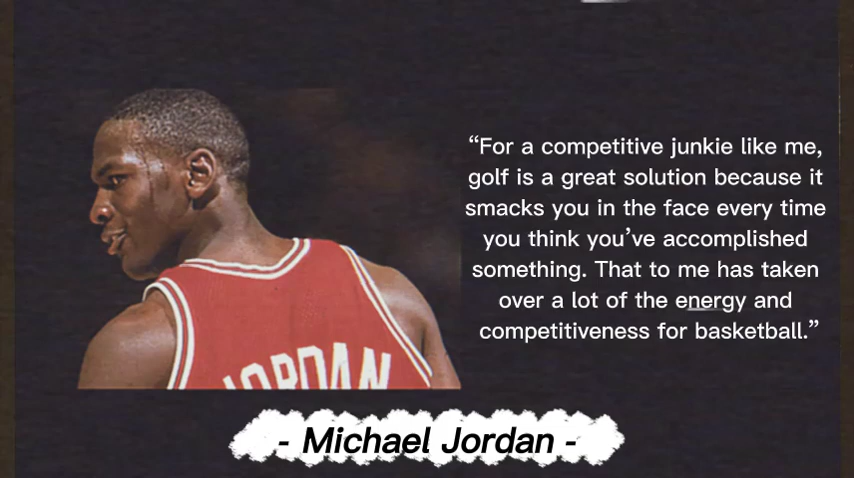 “For a competitive junkie like me,
golf is a great solution because it
smacks you in the face every time
you think you’ve accomplished
something. That to me has taken
over a lot of the energy and
competitiveness for basketball.”
JORDAN
- Michael Jordan -